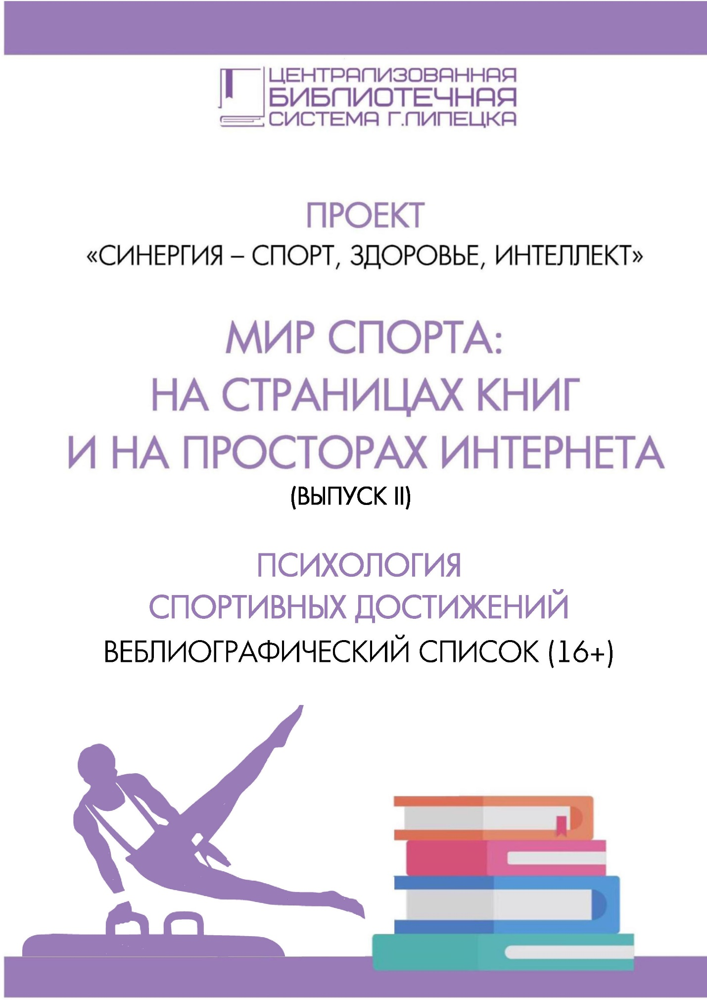 ЦЕНТРАЛИЗОВАННАЯ
БИБЛИОТЕЧНАЯ
СИСТЕМА Г.ЛИПЕЦКА
ПРОЕКТ
«СИНЕРГИЯ – СПОРТ, ЗДОРОВЬЕ, ИНТЕЛЛЕКТ»
МИР СПОРТА:
НА СТРАНИЦАХ КНИГ
И НА ПРОСТОРАХ ИНТЕРНЕТА
(ВЫПУСК II)
ПСИХОЛОГИЯ
СПОРТИВНЫХ ДОСТИЖЕНИЙ
ВЕБЛИОГРАФИЧЕСКИЙ СПИСОК (16+)